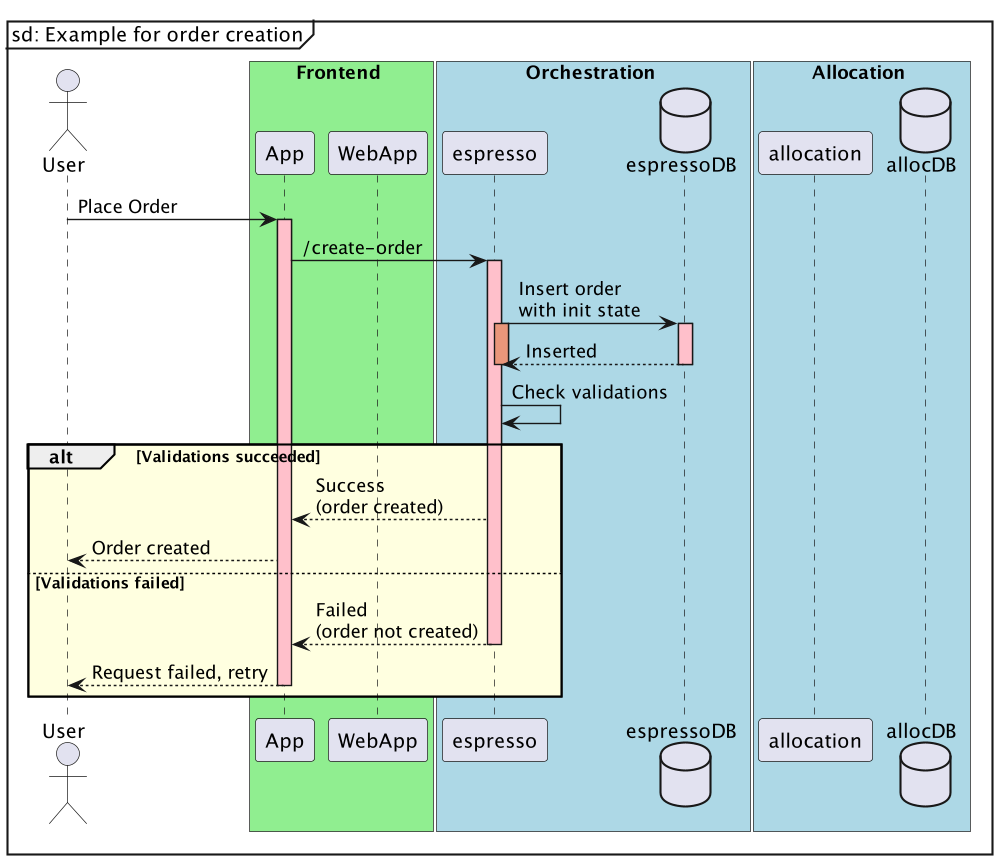 sd: Example for order creation
Frontend
Orchestration
Allocation
User
App
WebApp
espresso
espressoDB
allocation
allocDB
Place Order
/create-order
Insert order
with init state
Inserted
Check validations
alt
[Validations succeeded]
Success
(order created)
Order created
[Validations failed]
Failed
(order not created)
Request failed, retry
User
App
WebApp
espresso
espressoDB
allocation
allocDB